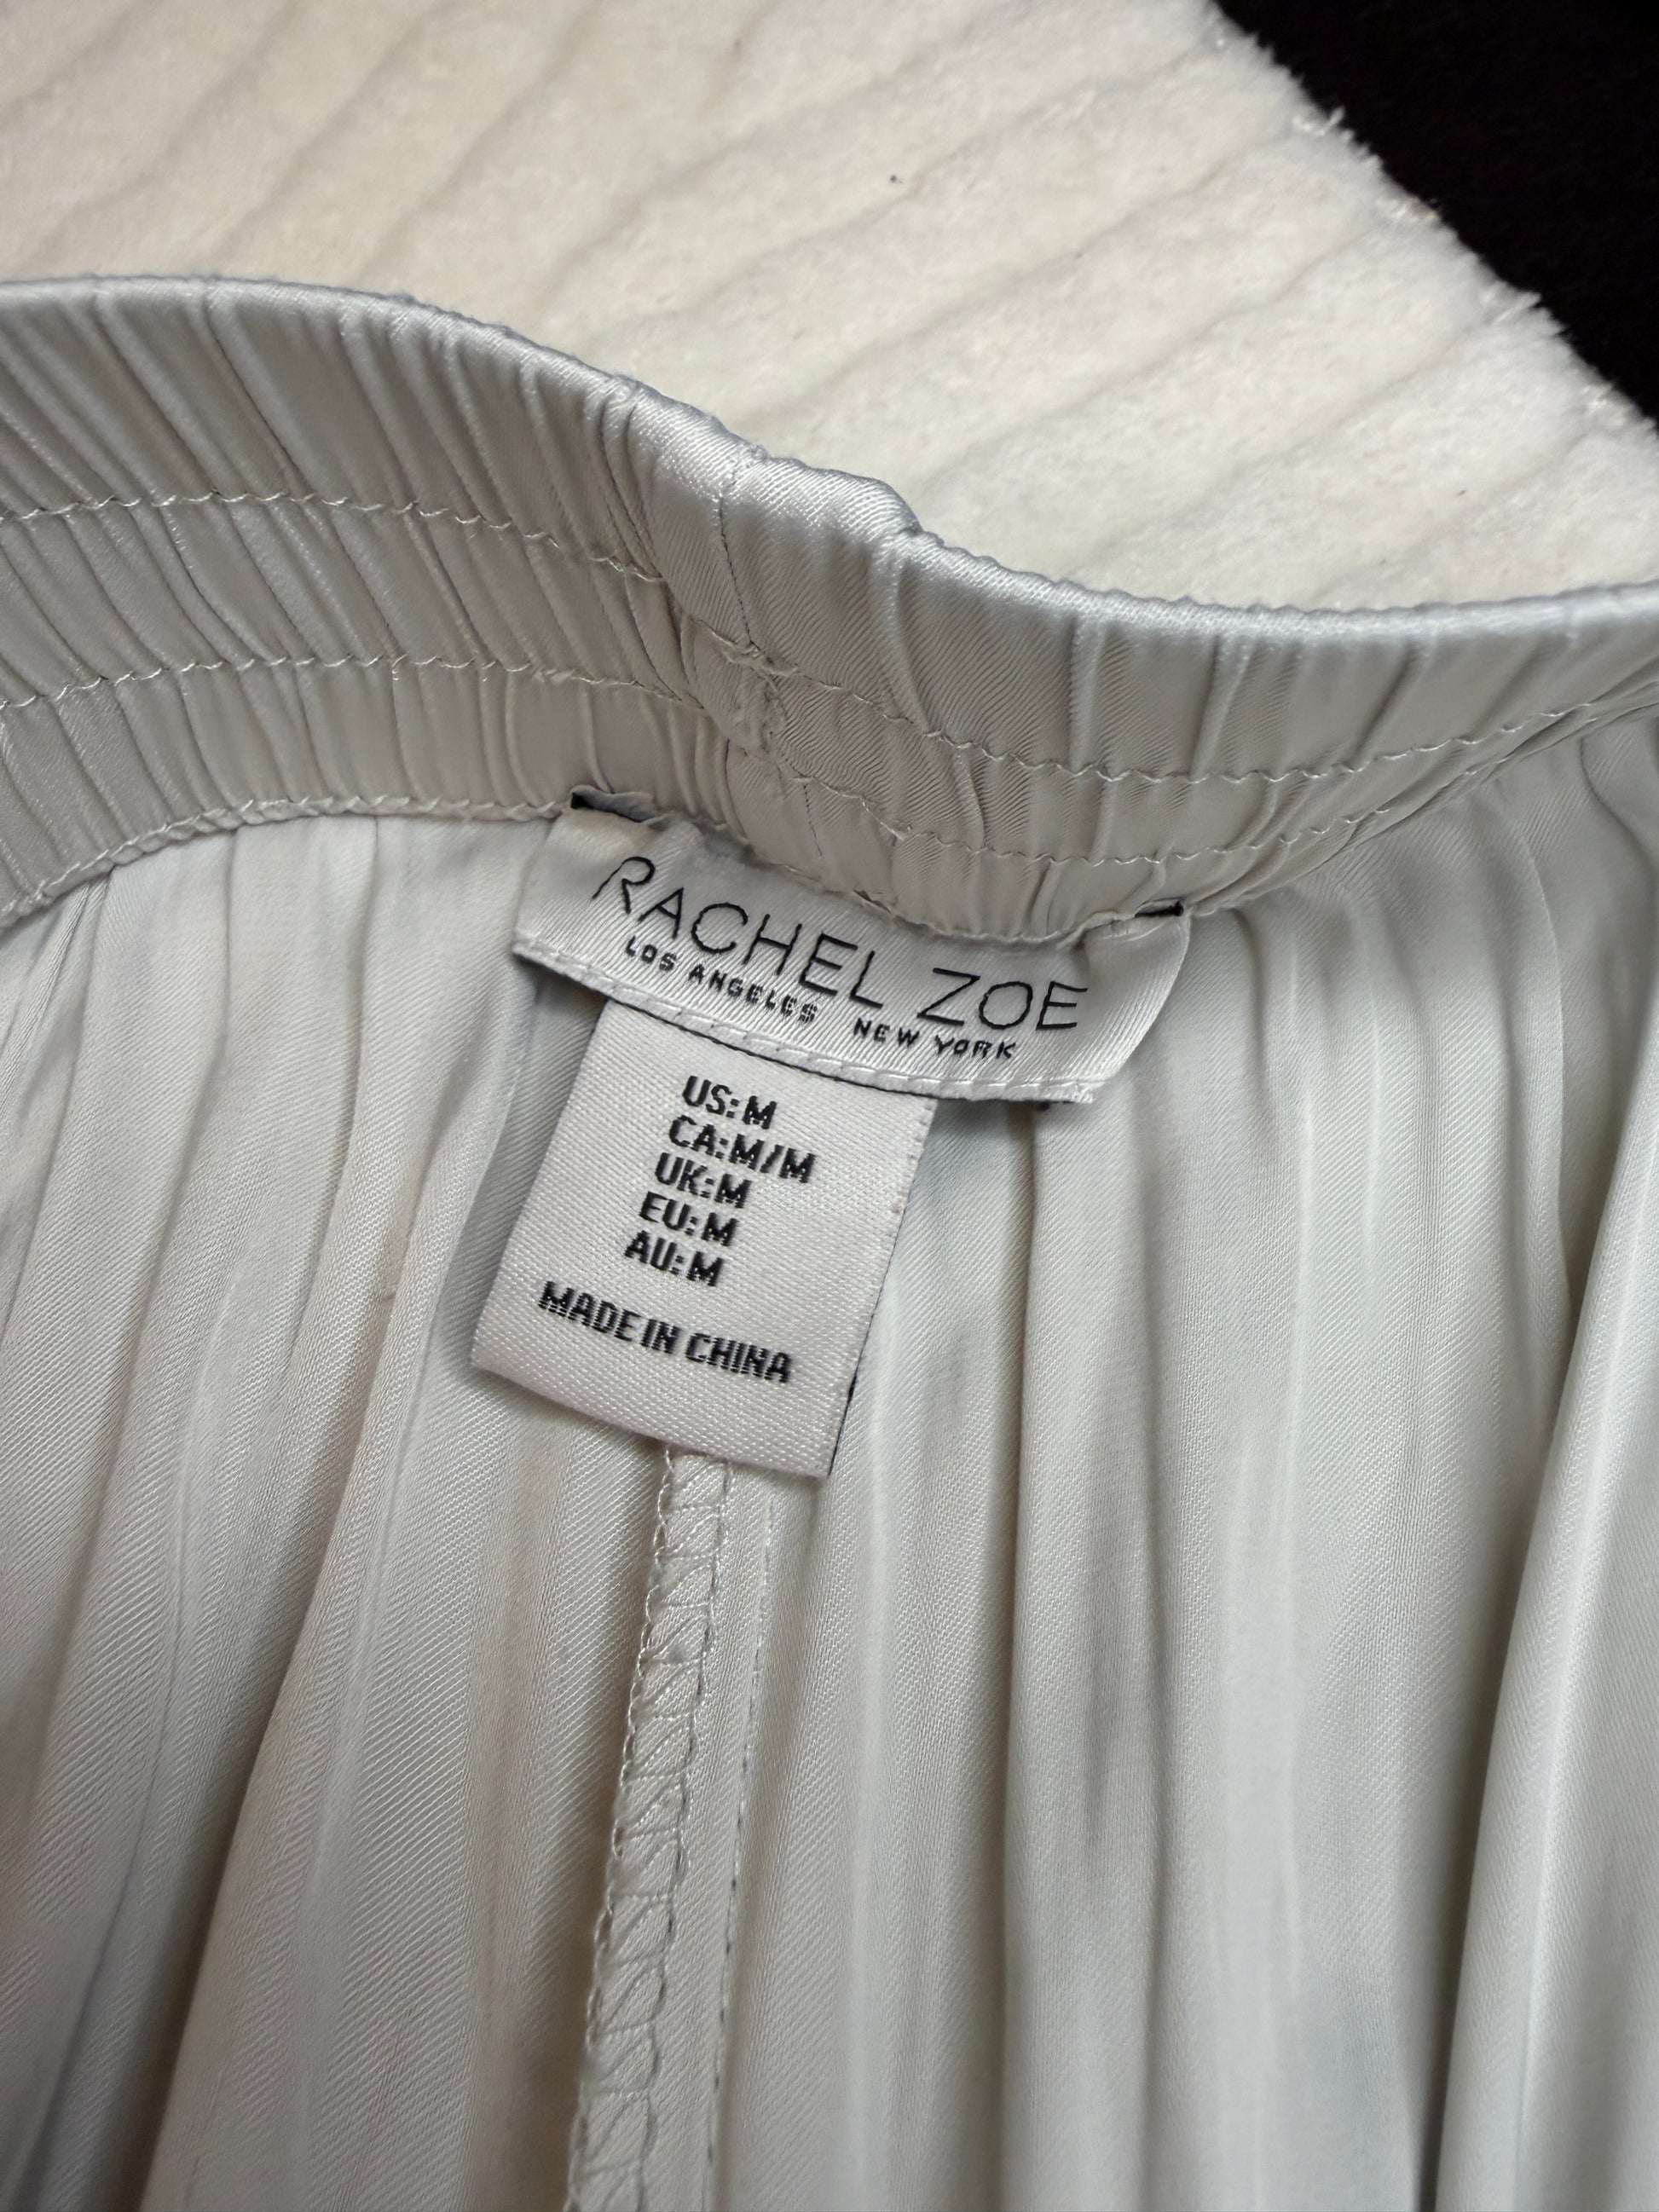 RACHEL ZOE
LOS ANGELES NEW YORK
US: M
CA: M/M
UK: M
EU: M
AU: M
MADE IN CHINA